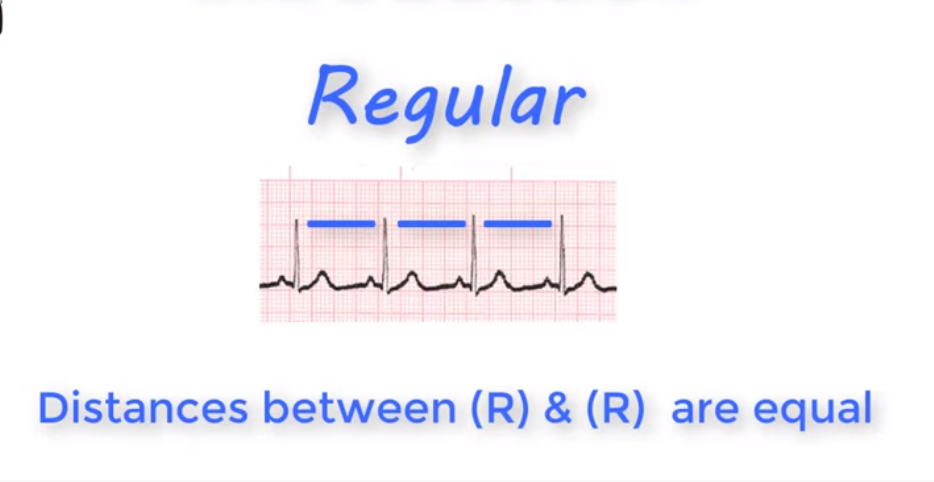 Regular
Distances between (R) & (R) are equal